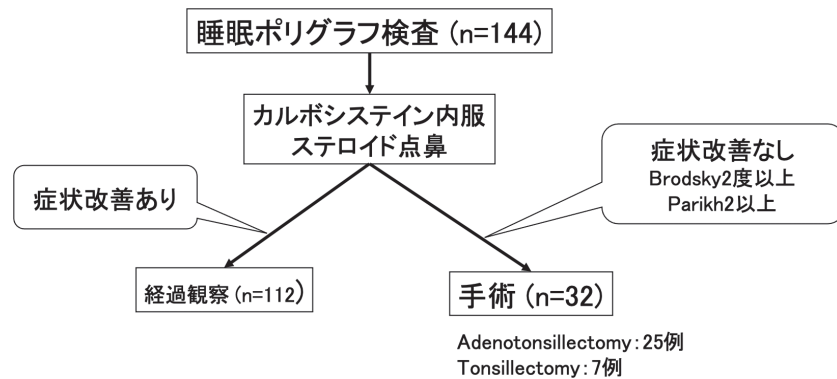 睡眠ポリグラフ検査 (n=144)
カルボシステイン内服
ステロイド点鼻
症状改善あり
症状改善なし
Brodsky2度以上
Parikh2以上
経過観察 (n=112)
手術 (n=32)
Adenotonsillectomy:25例
Tonsillectomy:7例